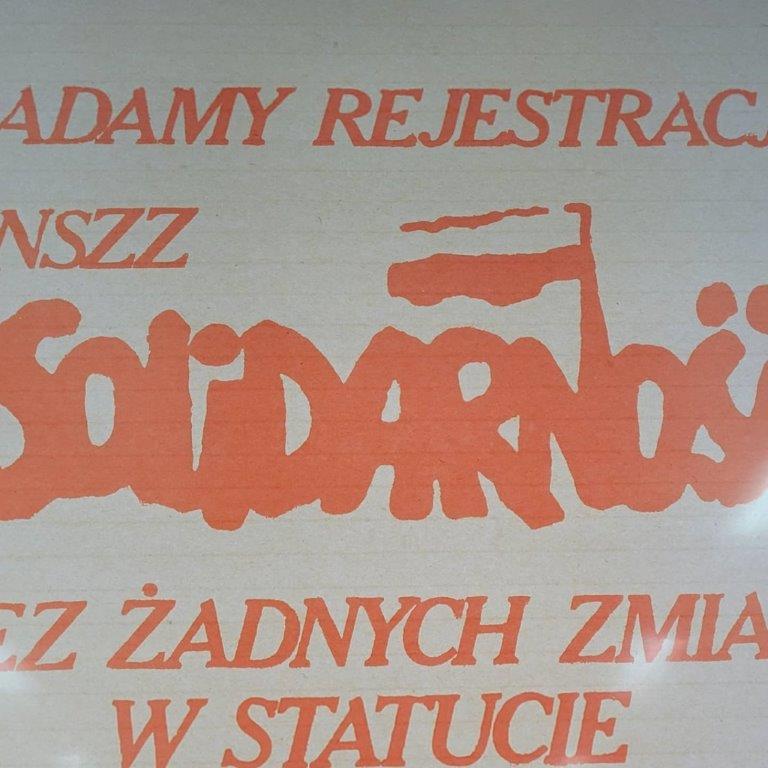 ADAMY REJESTRACJ
NSZZ
SOLiDARNOŚ
EZ ŻADNYCH ZMIA
W STATUCIE